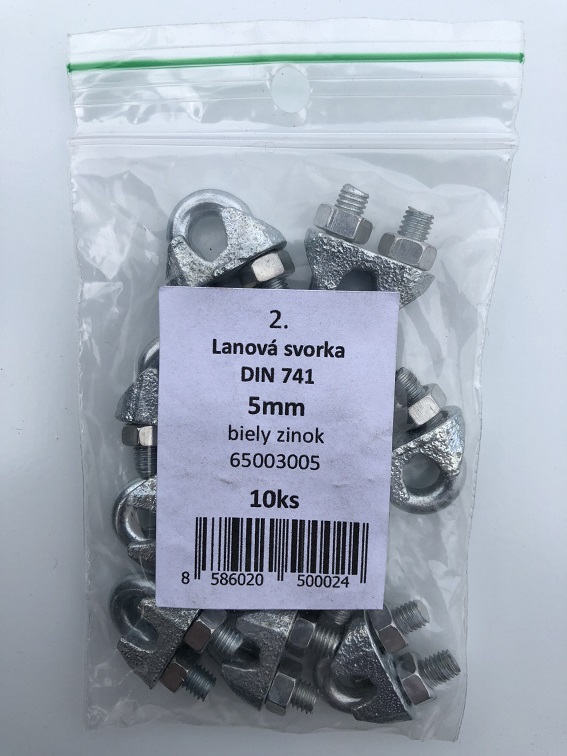 2.
Lanová svorka
DIN 741
5mm
biely zinok
65003005
10ks
8 586020 500024